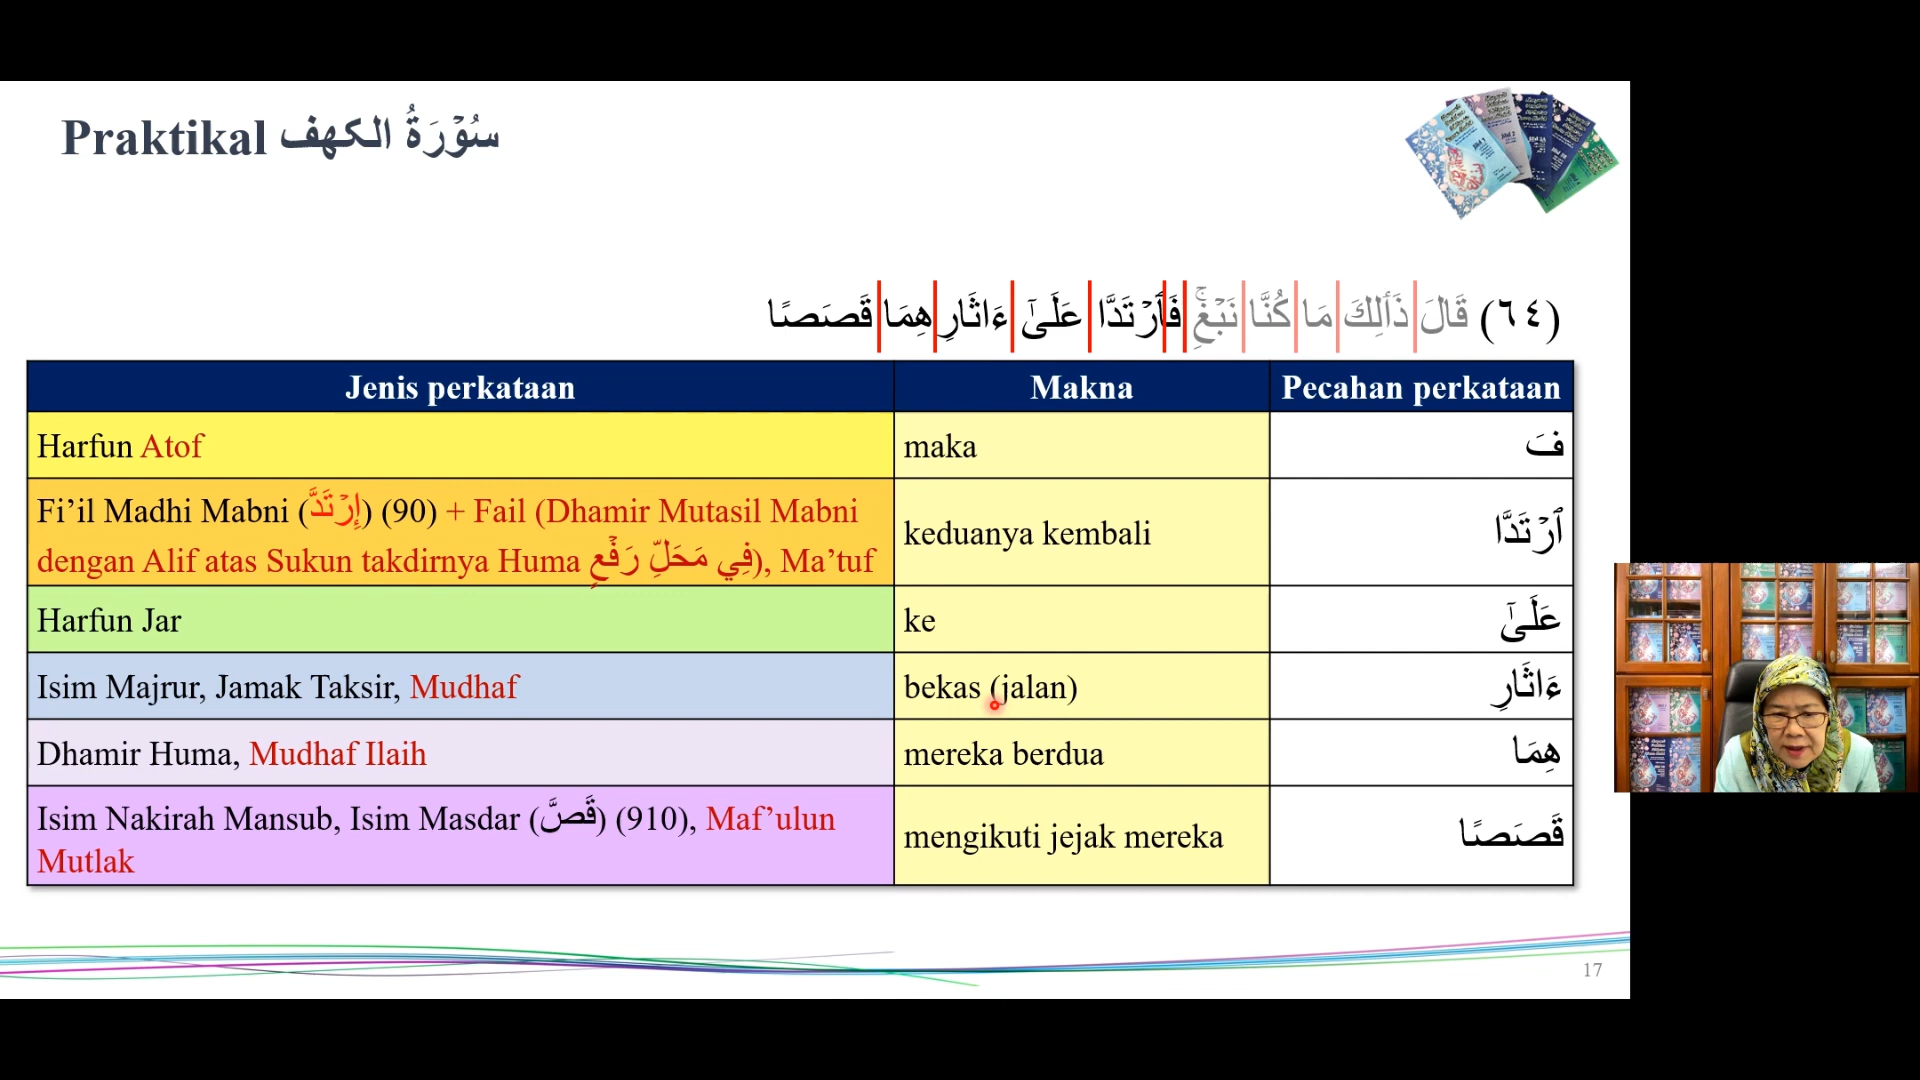 Praktikal سُوْرَةُ الكهف
(٦٤) قَالَ ذَٰلِكَ مَا كُنَّا نَبْغِۚ فَٱرْتَدَّا عَلَىٰٓ ءَاثَارِهِمَا قَصَصًا
Jenis perkataan Makna Pecahan perkataan
Harfun Atof maka فَ
Fi’il Madhi Mabni (إِرْتَدَّ) (90) + Fail (Dhamir Mutasil Mabni
dengan Alif atas Sukun takdirnya Huma فِي مَحَلِّ رَفْعٍ), Ma’tuf keduanya kembali ٱرْتَدَّا
Harfun Jar ke عَلَىٰٓ
Isim Majrur, Jamak Taksir, Mudhaf bekas (jalan) ءَاثَارِ
Dhamir Huma, Mudhaf Ilaih mereka berdua هِمَا
Isim Nakirah Mansub, Isim Masdar (قَصَّ) (910), Maf’ulun
Mutlak mengikuti jejak mereka قَصَصًا
17